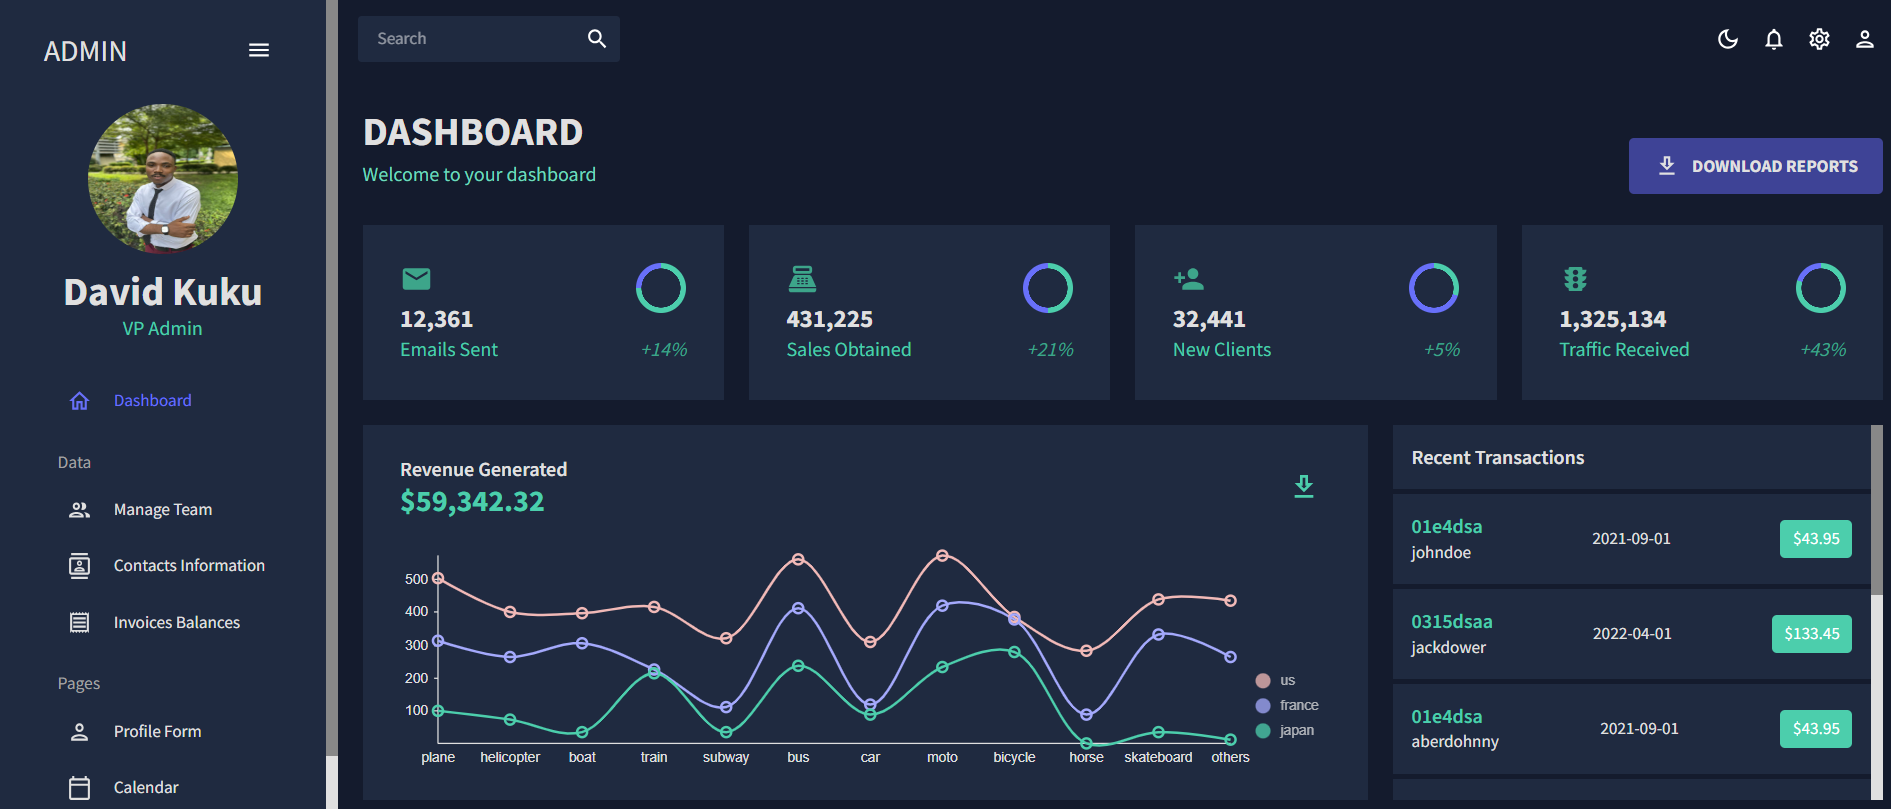 ADMIN
David Kuku
VP Admin
Dashboard
Data
Manage Team
Contacts Information
Invoices Balances
Pages
Profile Form
Calendar
Search
DASHBOARD
Welcome to your dashboard
DOWNLOAD REPORTS
12,361
Emails Sent
+14%
431,225
Sales Obtained
+21%
32,441
New Clients
+5%
1,325,134
Traffic Received
+43%
Revenue Generated
$59,342.32
500
400
300
200
100
plane helicopter boat train subway bus car moto bicycle horse skateboard others
us
france
japan
Recent Transactions
01e4dsa
johndoe
2021-09-01
$43.95
0315dsaa
jackdower
2022-04-01
$133.45
01e4dsa
aberdohnny
2021-09-01
$43.95